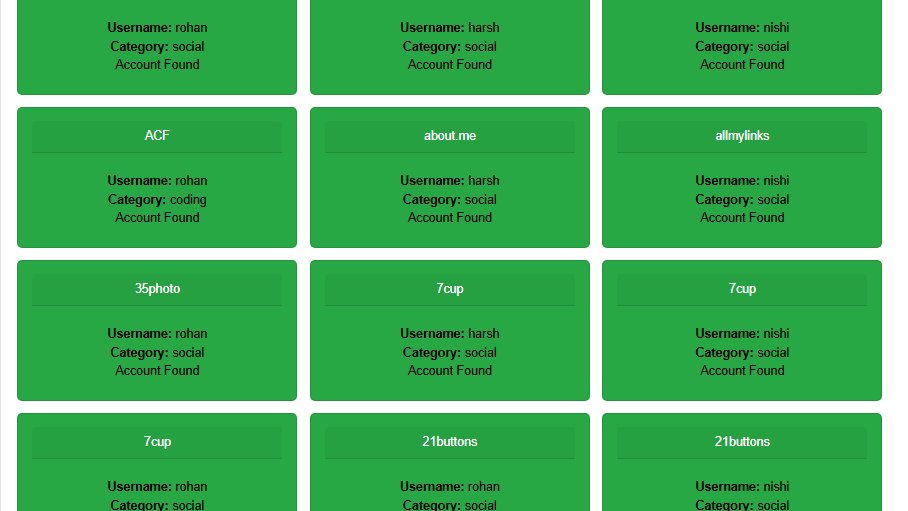 Username: rohan
Category: social
Account Found
Username: harsh
Category: social
Account Found
Username: nishi
Category: social
Account Found
ACF
Username: rohan
Category: coding
Account Found
about.me
Username: harsh
Category: social
Account Found
allmylinks
Username: nishi
Category: social
Account Found
35photo
Username: rohan
Category: social
Account Found
7cup
Username: harsh
Category: social
Account Found
7cup
Username: nishi
Category: social
Account Found
7cup
Username: rohan
Category: social
21buttons
Username: rohan
Category: social
21buttons
Username: nishi
Category: social